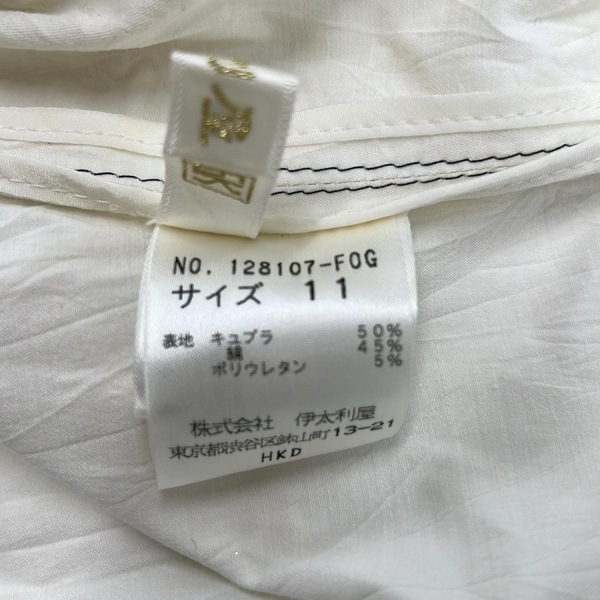 NO. 128107-F0G
サイズ 11
表地 キュプラ 50%
綿 45%
ポリウレタン 5%
株式会社 伊太利屋
東京都渋谷区鉢山町13-21
HKD